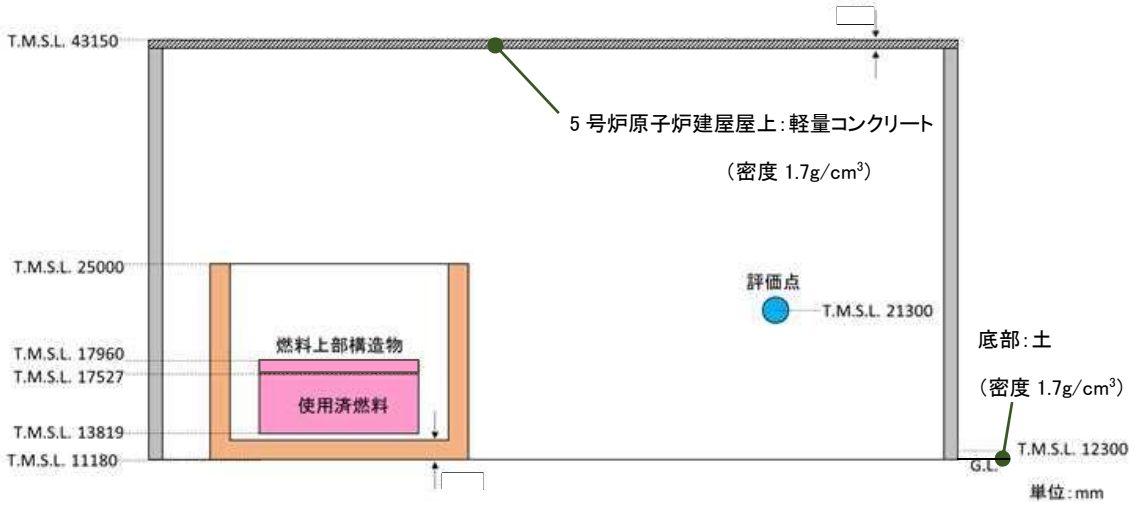 T.M.S.L. 43150
5 号炉原子炉建屋屋上：軽量コンクリート
（密度 1.7g/cm³）
T.M.S.L. 25000
評価点
T.M.S.L. 21300
底部：土
（密度 1.7g/cm³）
燃料上部構造物
T.M.S.L. 17960
T.M.S.L. 17527
使用済燃料
T.M.S.L. 13819
T.M.S.L. 11180
T.M.S.L. 12300
G.L.
単位：mm